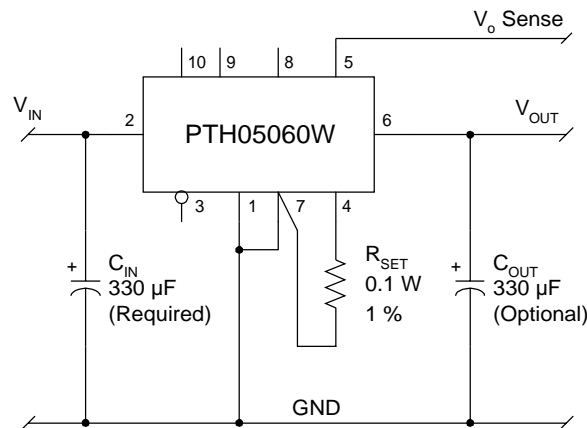 Vo Sense
10 9 8 5
VIN
2
PTH05060W
6
VOUT
3 1 7 4
+
CIN
330 µF
(Required)
RSET
0.1 W
1 %
+
COUT
330 µF
(Optional)
GND